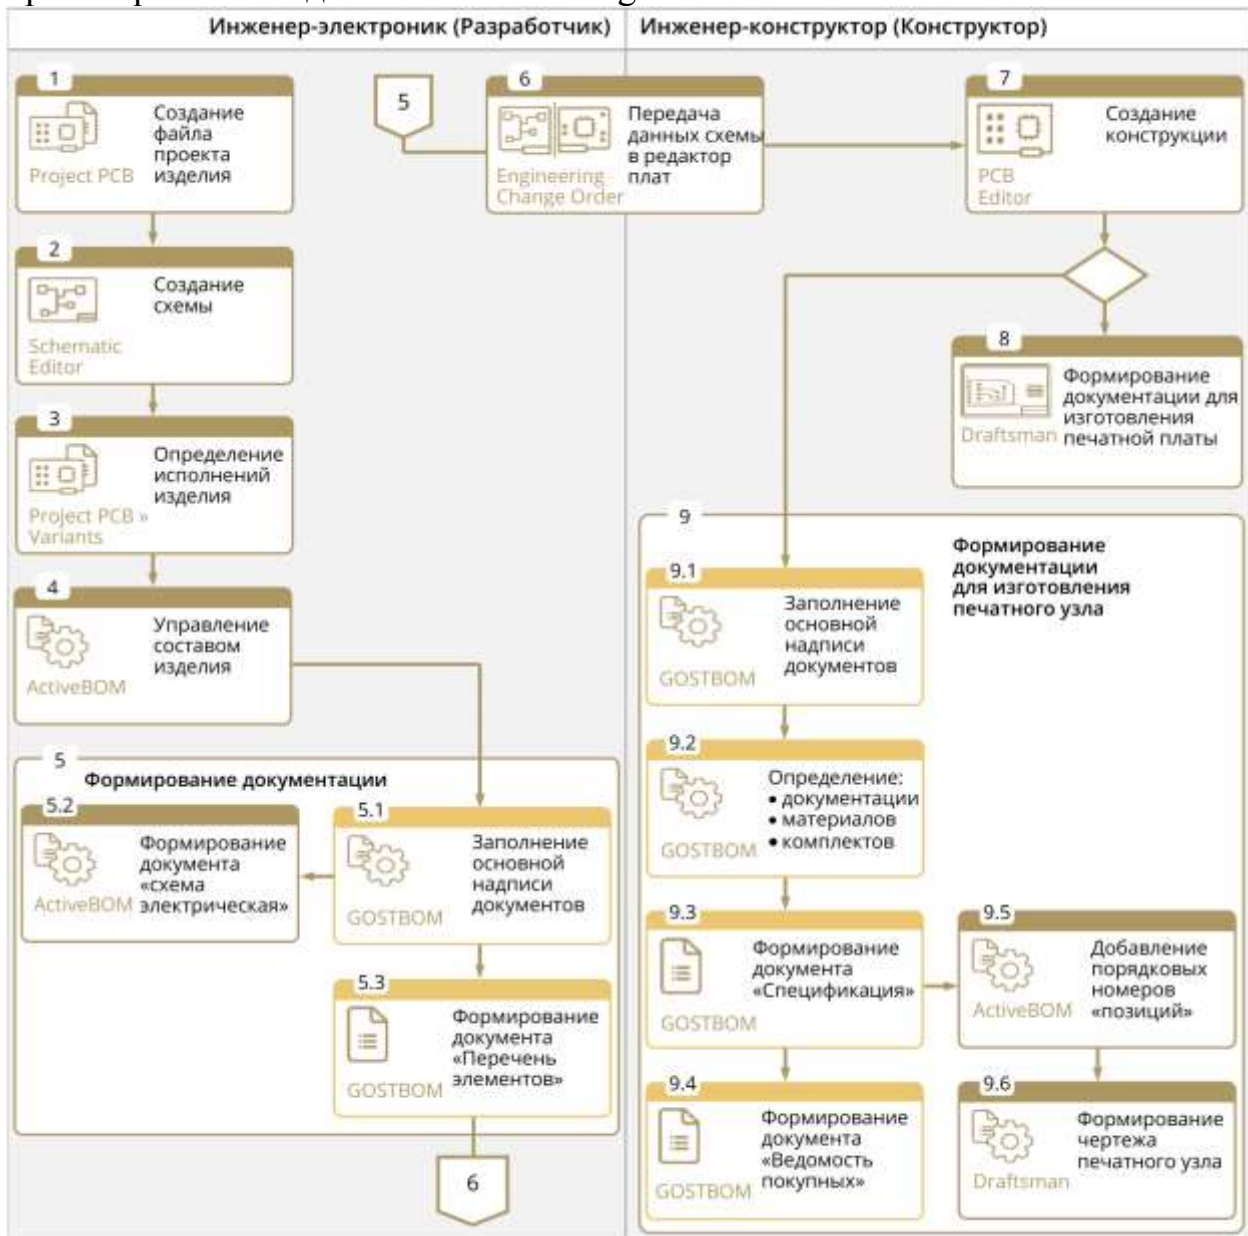 Инженер-электроник (Разработчик)
Инженер-конструктор (Конструктор)
1
Создание
файла
проекта
изделия
Project PCB
2
Создание
схемы
Schematic
Editor
3
Определение
исполнений
изделия
Project PCB »
Variants
4
Управление
составом
изделия
ActiveBOM
5
Формирование документации
5.2
Формирование
документа
«схема
электрическая»
ActiveBOM
5.1
Заполнение
основной
надписи
документов
GOSTBOM
5.3
Формирование
документа
«Перечень
элементов»
GOSTBOM
6
5
6
Передача
данных схемы
в редактор
плат
Engineering
Change Order
7
Создание
конструкции
PCB
Editor
8
Формирование
документации для
изготовления
печатной платы
Draftsman
9
Формирование
документации
для изготовления
печатного узла
9.1
Заполнение
основной
надписи
документов
GOSTBOM
9.2
Определение:
• документации
• материалов
• комплектов
GOSTBOM
9.3
Формирование
документа
«Спецификация»
GOSTBOM
9.4
Формирование
документа
«Ведомость
покупных»
GOSTBOM
9.5
Добавление
порядковых
номеров
«позиций»
ActiveBOM
9.6
Формирование
чертежа
печатного узла
Draftsman